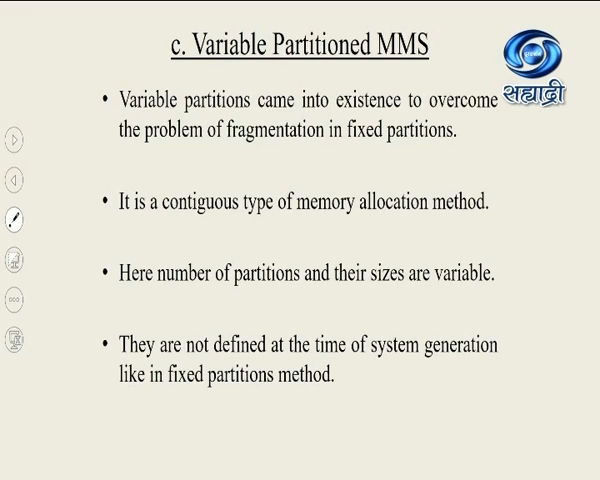 c. Variable Partitioned MMS
सह्याद्री
• Variable partitions came into existence to overcome
the problem of fragmentation in fixed partitions.
• It is a contiguous type of memory allocation method.
• Here number of partitions and their sizes are variable.
• They are not defined at the time of system generation
like in fixed partitions method.